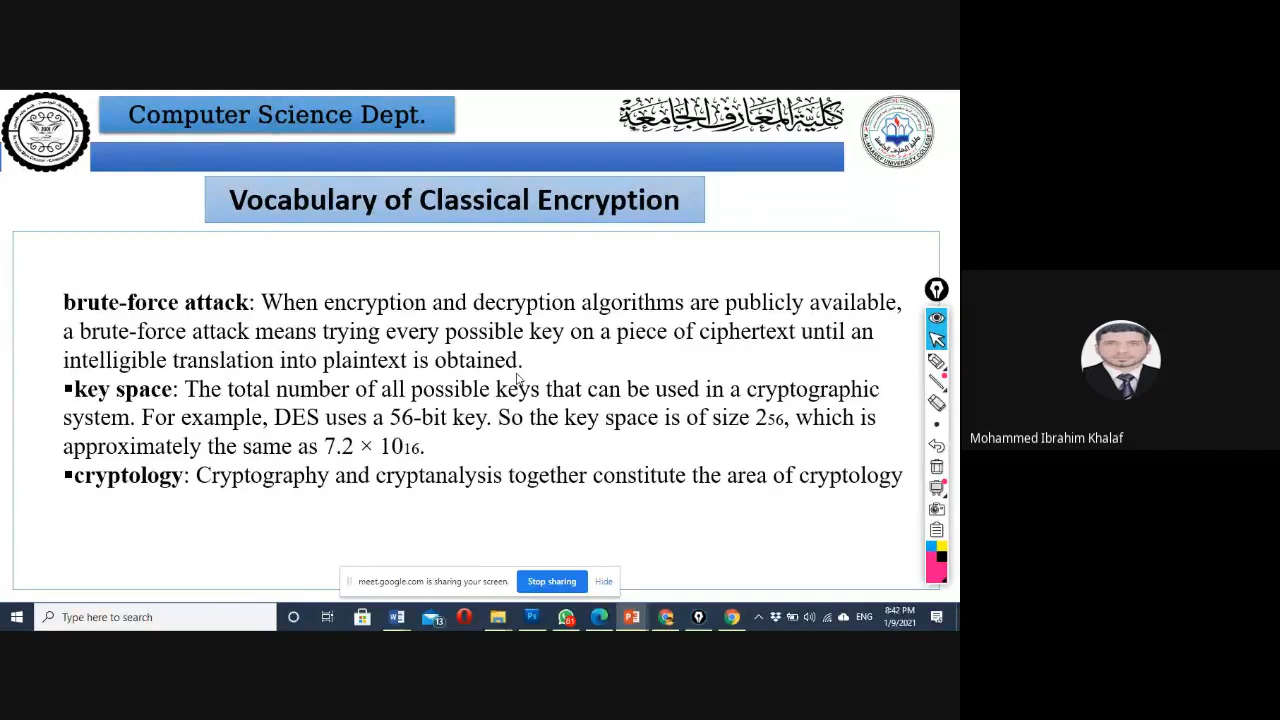 Computer Science Dept.
كلية المعارف الجامعة
Vocabulary of Classical Encryption
brute-force attack: When encryption and decryption algorithms are publicly available,
a brute-force attack means trying every possible key on a piece of ciphertext until an
intelligible translation into plaintext is obtained.
▪key space: The total number of all possible keys that can be used in a cryptographic
system. For example, DES uses a 56-bit key. So the key space is of size 256, which is
approximately the same as 7.2 × 1016.
▪cryptology: Cryptography and cryptanalysis together constitute the area of cryptology
Mohammed Ibrahim Khalaf
meet.google.com is sharing your screen.
Stop sharing
Hide
Type here to search
13
81
ENG
8:42 PM
1/9/2021